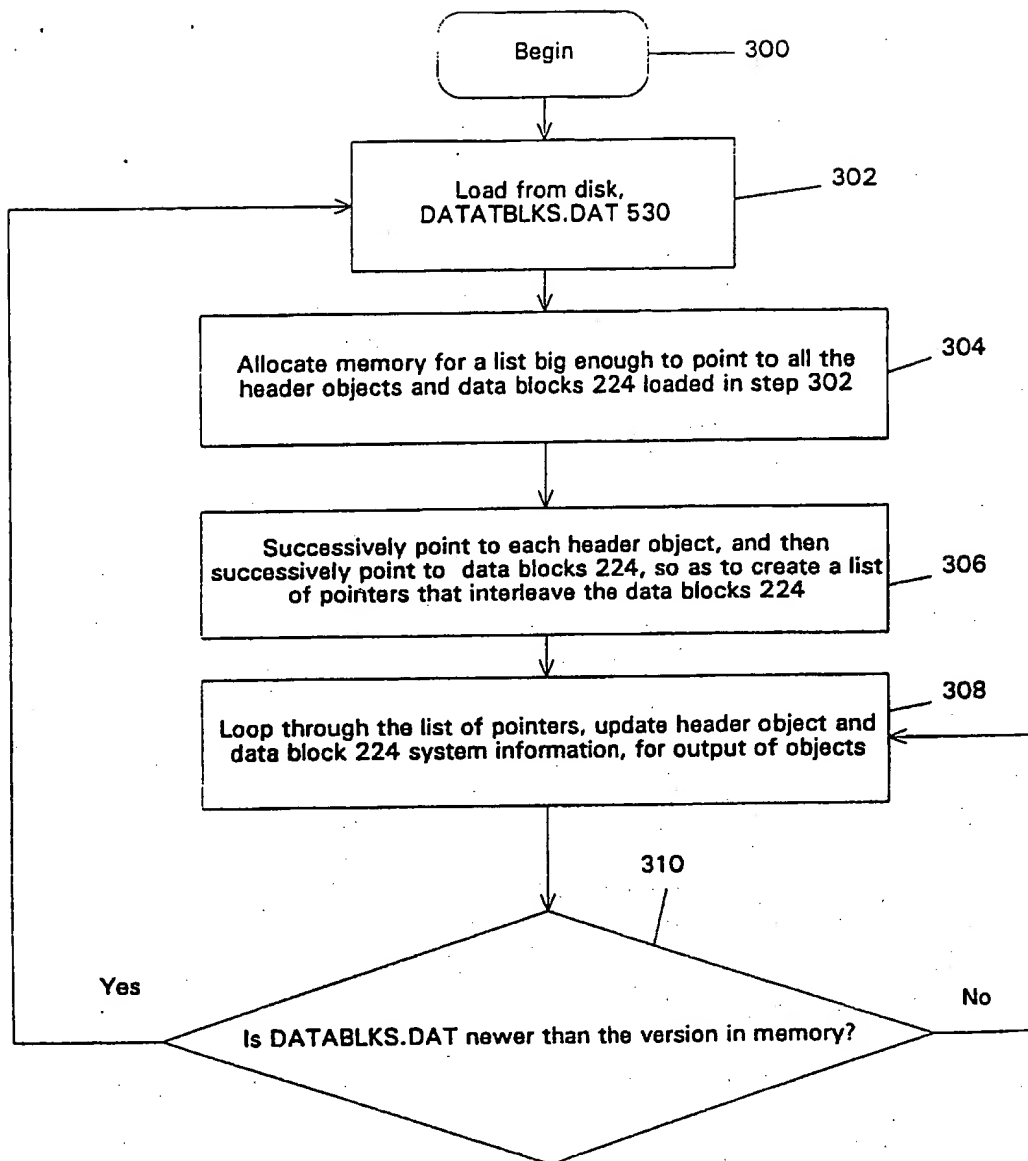 Begin
300
Load from disk,
DATATBLKS.DAT 530
302
Allocate memory for a list big enough to point to all the
header objects and data blocks 224 loaded in step 302
304
Successively point to each header object, and then
successively point to data blocks 224, so as to create a list
of pointers that interleave the data blocks 224
306
Loop through the list of pointers, update header object and
data block 224 system information, for output of objects
308
310
Yes
No
Is DATABLKS.DAT newer than the version in memory?